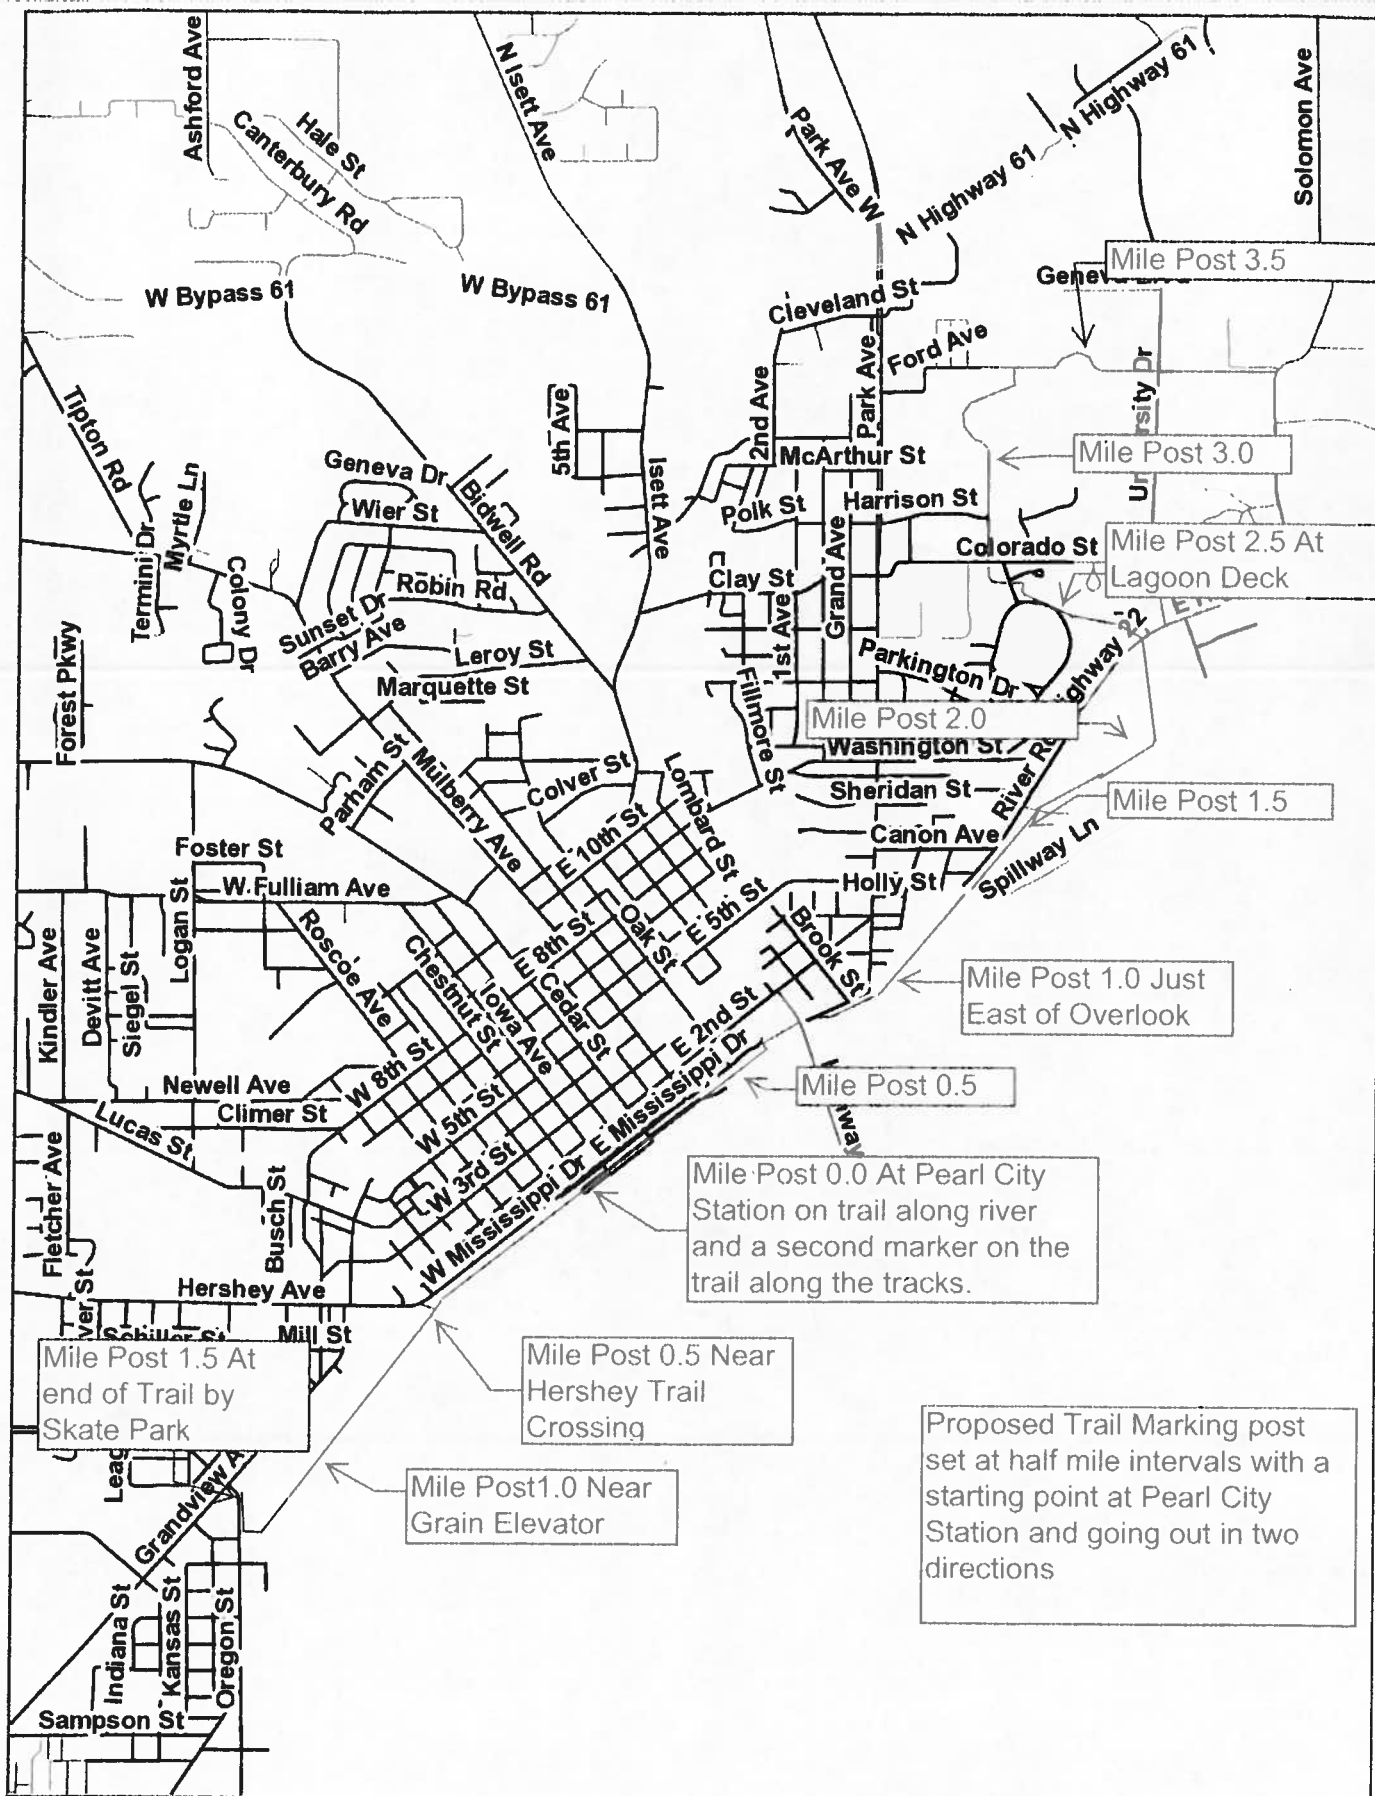 Ashford Ave
N Isett Ave
Hale St
Canterbury Rd
Park Ave W
N Highway 61
N Highway 61
Solomon Ave
W Bypass 61
W Bypass 61
Mile Post 3.5
Cleveland St
Ford Ave
Park Ave
2nd Ave
5th Ave
Tipton Rd
McArthur St
Mile Post 3.0
Geneva Dr
Wier St
Bidwell Rd
Isett Ave
Polk St
Harrison St
Grand Ave
Myrtle Ln
Termini Dr
Colony Dr
Colorado St
Mile Post 2.5 At
Lagoon Deck
Robin Rd
Clay St
1st Ave
Sunset Dr
Barry Ave
Leroy St
Marquette St
Forest Pkwy
Fillmore St
Parkington Dr
Mile Post 2.0
Washington St
Parham St
Mulberry Ave
Colver St
Lombard St
Sheridan St
Mile Post 1.5
Canon Ave
Spillway Ln
E 10th St
Foster St
W Fulliam Ave
Holly St
Logan St
E 5th St
Brook St
Oak St
E 8th St
Roscoe Ave
Chestnut St
Iowa Ave
Cedar St
Kindler Ave
Devitt Ave
Siegel St
Mile Post 1.0 Just
East of Overlook
E 2nd St
E Mississippi Dr
Newell Ave
Climer St
Lucas St
W 8th St
W 5th St
W 3rd St
Mile Post 0.5
Mile Post 0.0 At Pearl City
Station on trail along river
and a second marker on the
trail along the tracks.
Fletcher Ave
Busch St
W Mississippi Dr
Hershey Ave
Schiller St
Mill St
Mile Post 1.5 At
end of Trail by
Skate Park
Mile Post 0.5 Near
Hershey Trail
Crossing
Mile Post1.0 Near
Grain Elevator
Proposed Trail Marking post
set at half mile intervals with a
starting point at Pearl City
Station and going out in two
directions
Indiana St
Kansas St
Oregon St
Sampson St